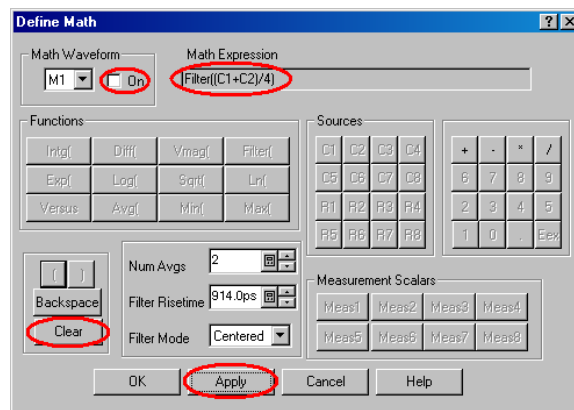 Define Math
Math Waveform
M1
On
Math Expression
Filter((C1+C2)/4)
Functions
Intg( Diff( Vmag( Filter(
Exp( Log( Sqrt( Ln(
Versus Avg( Min( Max(
Sources
C1 C2 C3 C4
C5 C6 C7 C8
R1 R2 R3 R4
R5 R6 R7 R8
+ - * /
6 7 8 9
2 3 4 5
1 0 . Eex
( )
Backspace
Clear
Num Avgs 2
Filter Risetime 914.0ps
Filter Mode Centered
Measurement Scalars
Meas1 Meas2 Meas3 Meas4
Meas5 Meas6 Meas7 Meas8
OK Apply Cancel Help